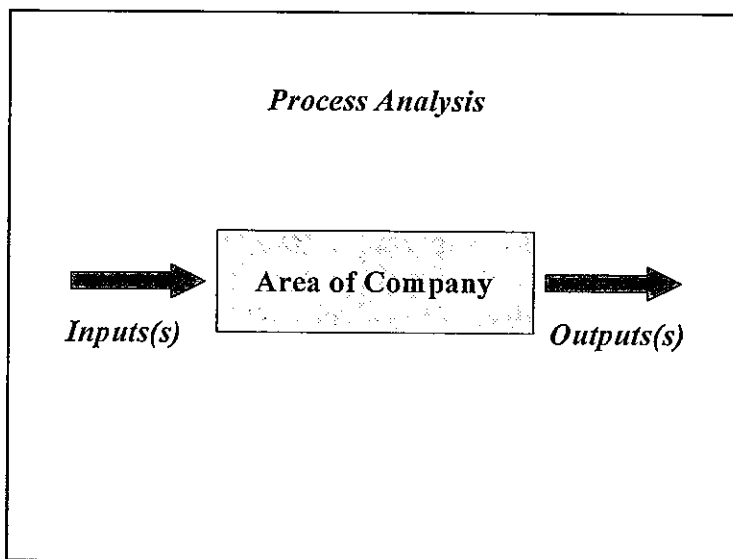 Process Analysis
Area of Company
Inputs(s)
Outputs(s)